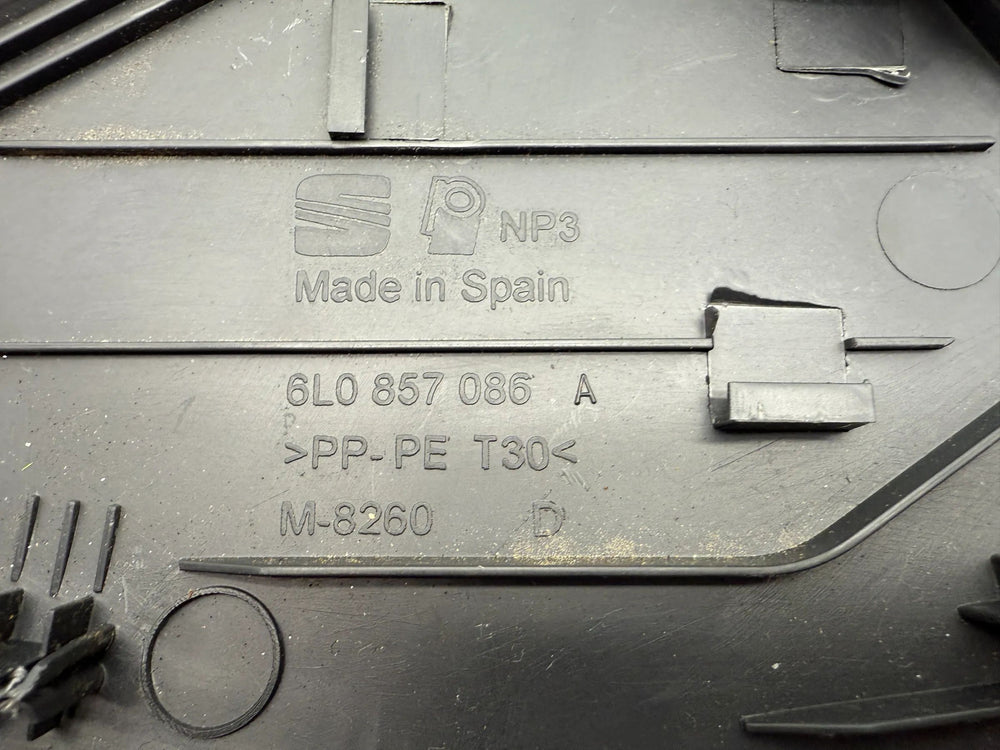 NP3
Made in Spain
6L0 857 086 A
>PP-PE T30<
M-8260 D